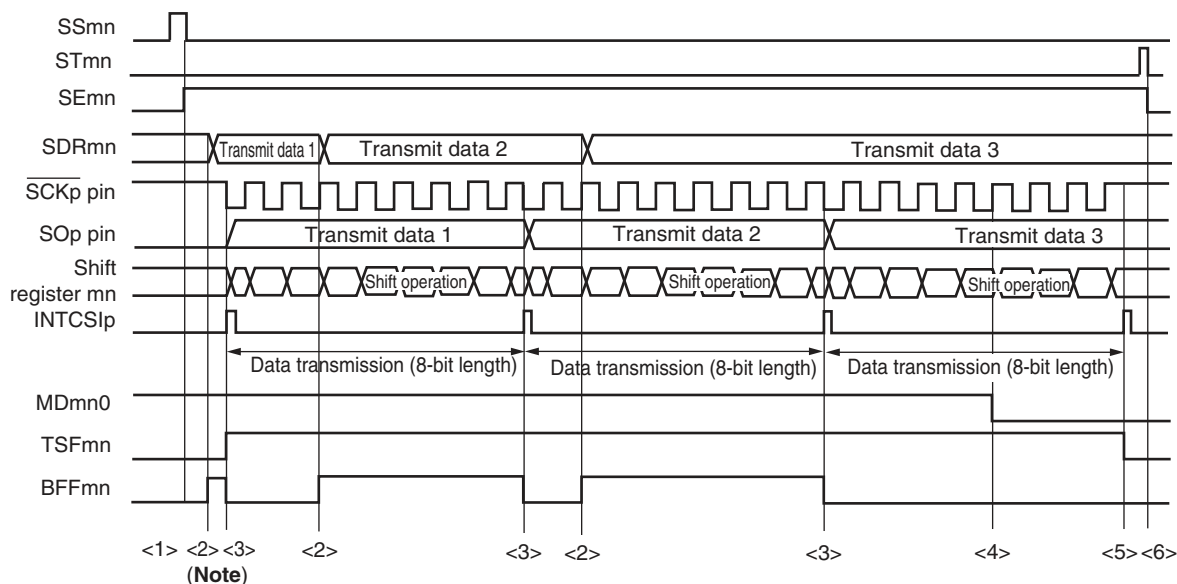 SSmn
STmn
SEmn
SDRmn Transmit data 1 Transmit data 2 Transmit data 3
SCKp pin
SOp pin Transmit data 1 Transmit data 2 Transmit data 3
Shift
register mn Shift operation Shift operation Shift operation
INTCSIp
Data transmission (8-bit length) Data transmission (8-bit length) Data transmission (8-bit length)
MDmn0
TSFmn
BFFmn
<1> <2> <3> <2> <3> <2> <3> <4> <5> <6>
(Note)